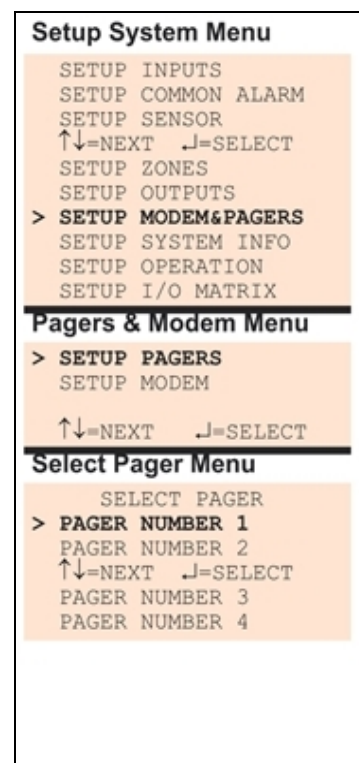 Setup System Menu
SETUP INPUTS
SETUP COMMON ALARM
SETUP SENSOR
↑↓=NEXT ↵=SELECT
SETUP ZONES
SETUP OUTPUTS
> SETUP MODEM&PAGERS
SETUP SYSTEM INFO
SETUP OPERATION
SETUP I/O MATRIX
Pagers & Modem Menu
> SETUP PAGERS
SETUP MODEM
↑↓=NEXT ↵=SELECT
Select Pager Menu
SELECT PAGER
> PAGER NUMBER 1
PAGER NUMBER 2
↑↓=NEXT ↵=SELECT
PAGER NUMBER 3
PAGER NUMBER 4